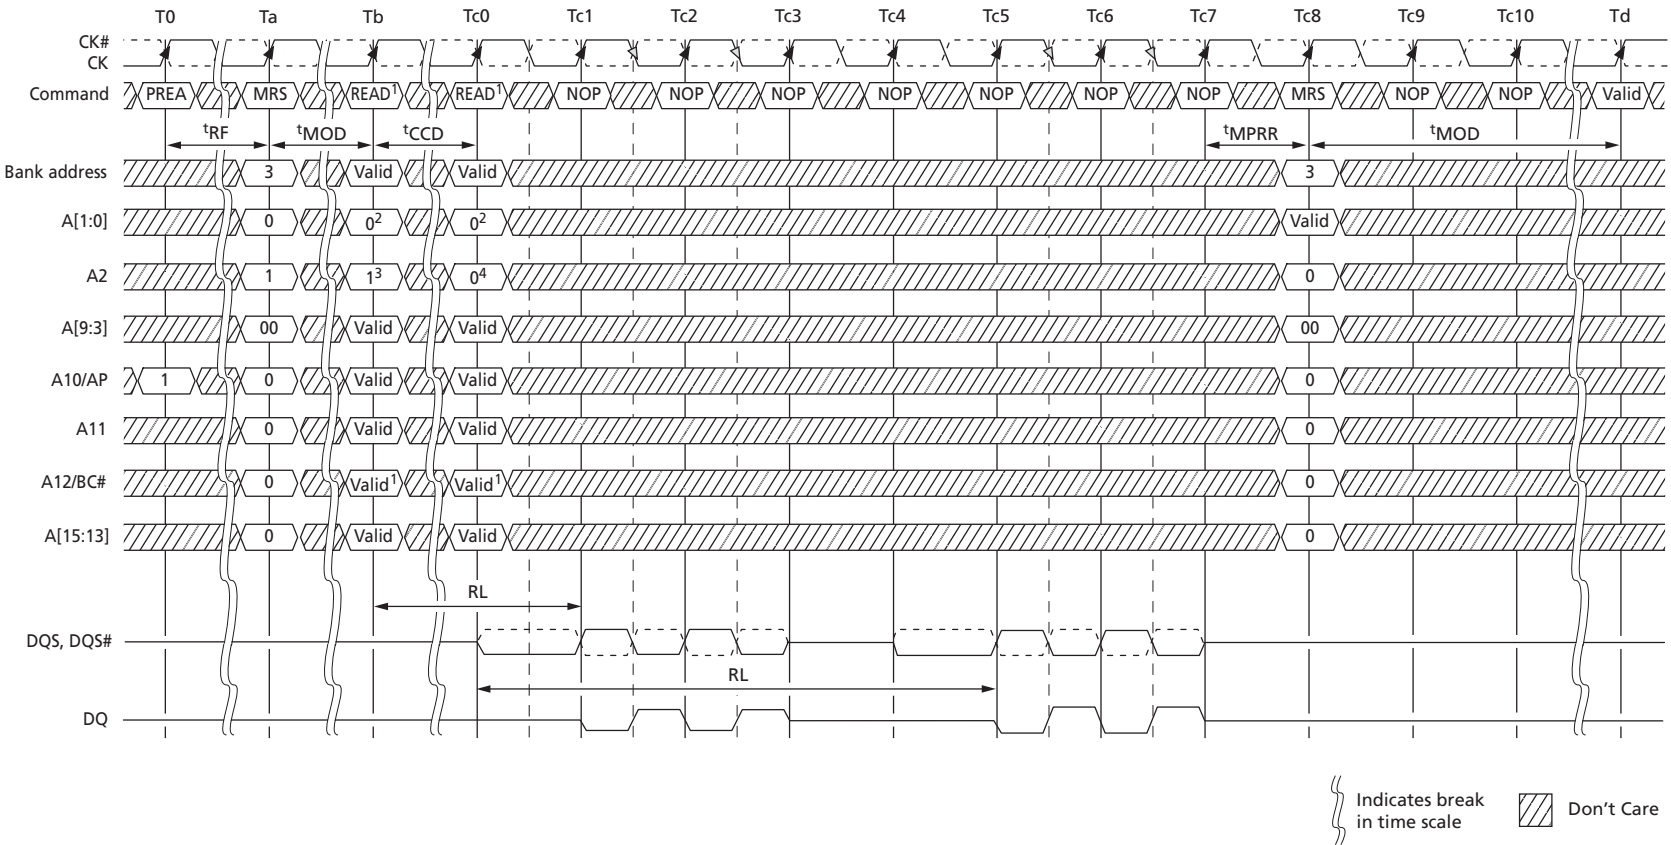 T0 Ta Tb Tc0 Tc1 Tc2 Tc3 Tc4 Tc5 Tc6 Tc7 Tc8 Tc9 Tc10 Td
CK#
CK
Command PREA MRS READ¹ READ¹ NOP NOP NOP NOP NOP NOP NOP MRS NOP NOP Valid
ᵗRF ᵗMOD ᵗCCD ᵗMPRR ᵗMOD
Bank address 3 Valid Valid 3
A[1:0] 0 0² 0² Valid
A2 1 1³ 0⁴ 0
A[9:3] 00 Valid Valid 00
A10/AP 1 0 Valid Valid 0
A11 0 Valid Valid 0
A12/BC# 0 Valid¹ Valid¹ 0
A[15:13] 0 Valid Valid 0
RL
DQS, DQS#
RL
DQ
Indicates break
in time scale
Don't Care